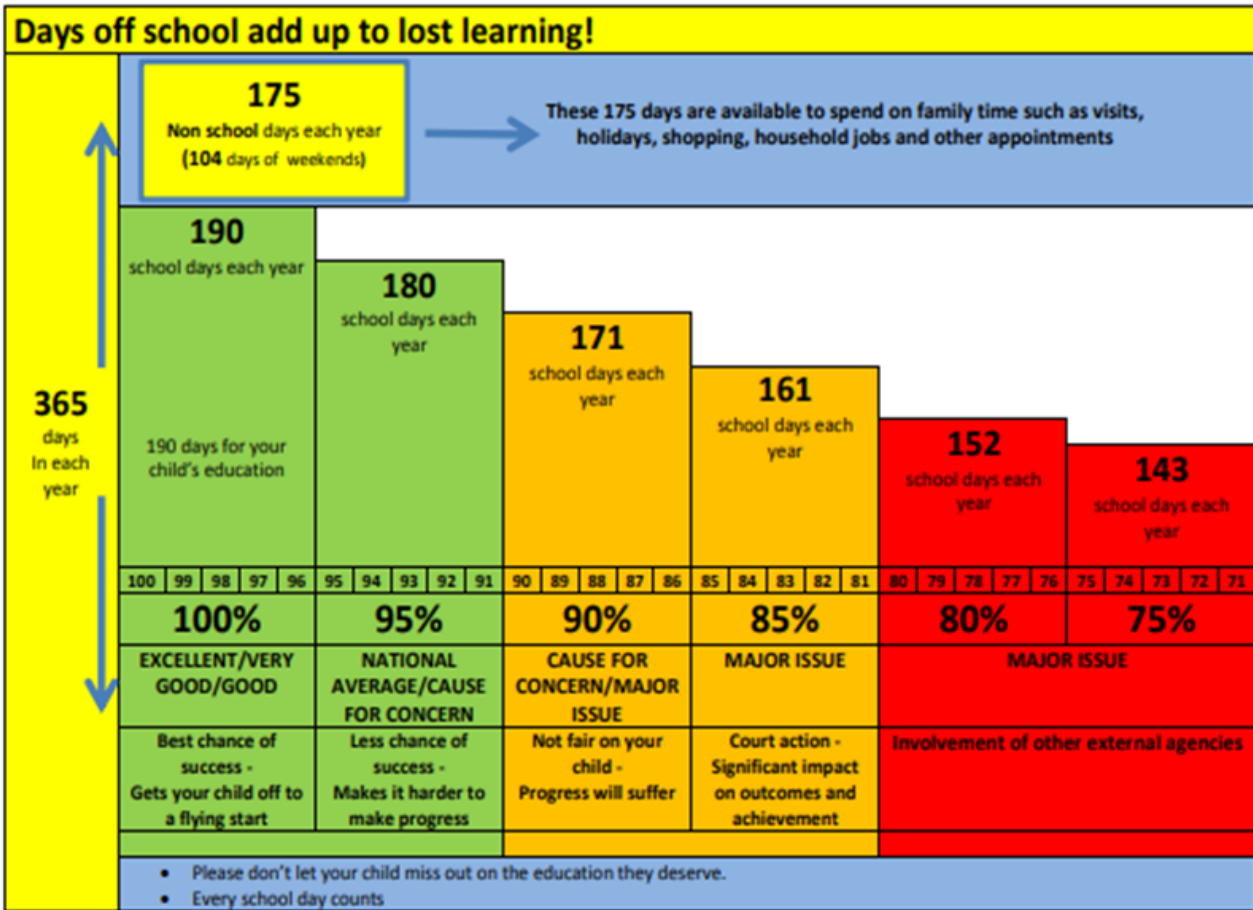 Days off school add up to lost learning!
175
Non school days each year
(104 days of weekends)
These 175 days are available to spend on family time such as visits,
holidays, shopping, household jobs and other appointments
365
days
In each
year
190
school days each year
190 days for your
child's education
180
school days each
year
171
school days each
year
161
school days each
year
152
school days each
year
143
school days each
year
100 99 98 97 96 95 94 93 92 91 90 89 88 87 86 85 84 83 82 81 80 79 78 77 76 75 74 73 72 71
100% 95% 90% 85% 80% 75%
EXCELLENT/VERY
GOOD/GOOD
NATIONAL
AVERAGE/CAUSE
FOR CONCERN
CAUSE FOR
CONCERN/MAJOR
ISSUE
MAJOR ISSUE
MAJOR ISSUE
Best chance of
success -
Gets your child off to
a flying start
Less chance of
success -
Makes it harder to
make progress
Not fair on your
child -
Progress will suffer
Court action -
Significant impact
on outcomes and
achievement
Involvement of other external agencies
• Please don't let your child miss out on the education they deserve.
• Every school day counts